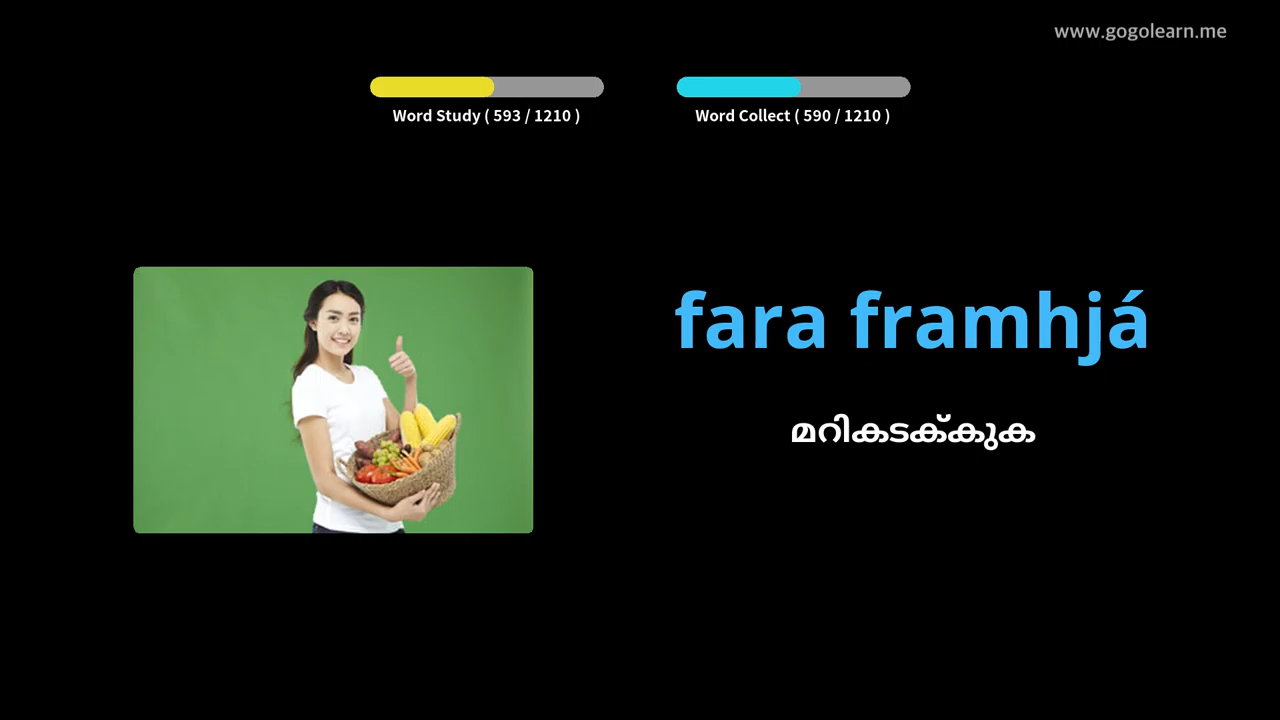 www.gogolearn.me
Word Study ( 593 / 1210 )
Word Collect ( 590 / 1210 )
fara framhjá
മറികടക്കുക